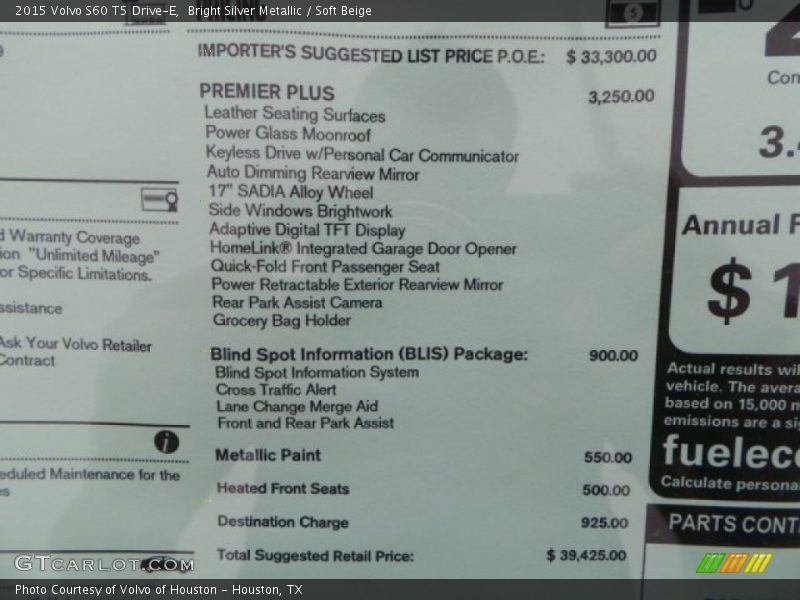 2015 Volvo S60 T5 Drive-E, Bright Silver Metallic / Soft Beige
PRICING
IMPORTER'S SUGGESTED LIST PRICE P.O.E.: $ 33,300.00
PREMIER PLUS 3,250.00
Leather Seating Surfaces
Power Glass Moonroof
Keyless Drive w/Personal Car Communicator
Auto Dimming Rearview Mirror
17" SADIA Alloy Wheel
Side Windows Brightwork
Adaptive Digital TFT Display
HomeLink® Integrated Garage Door Opener
Quick-Fold Front Passenger Seat
Power Retractable Exterior Rearview Mirror
Rear Park Assist Camera
Grocery Bag Holder
Blind Spot Information (BLIS) Package: 900.00
Blind Spot Information System
Cross Traffic Alert
Lane Change Merge Aid
Front and Rear Park Assist
Metallic Paint 550.00
Heated Front Seats 500.00
Destination Charge 925.00
Total Suggested Retail Price: $ 39,425.00
d Warranty Coverage
ion "Unlimited Mileage"
or Specific Limitations.
ssistance
Ask Your Volvo Retailer
Contract
i
eduled Maintenance for the
es
Com
3.
Annual F
$ 1
Actual results wil
vehicle. The avera
based on 15,000 m
emissions are a sig
fueleco
Calculate persona
PARTS CONT
GTCARLOT.COM
Photo Courtesy of Volvo of Houston - Houston, TX